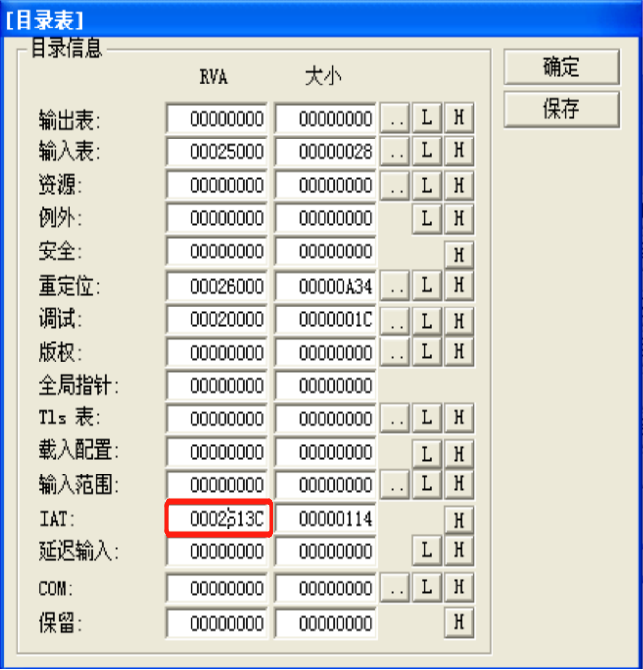 [目录表]
目录信息
RVA 大小
确定
保存
输出表: 00000000 00000000 .. L H
输入表: 00025000 00000028 .. L H
资源: 00000000 00000000 .. L H
例外: 00000000 00000000 L H
安全: 00000000 00000000 H
重定位: 00026000 00000A34 .. L H
调试: 00020000 0000001C .. L H
版权: 00000000 00000000 .. L H
全局指针: 00000000 00000000
Tls 表: 00000000 00000000 .. L H
载入配置: 00000000 00000000 L H
输入范围: 00000000 00000000 .. L H
IAT: 0002513C 00000114 H
延迟输入: 00000000 00000000 L H
COM: 00000000 00000000 .. L H
保留: 00000000 00000000 H